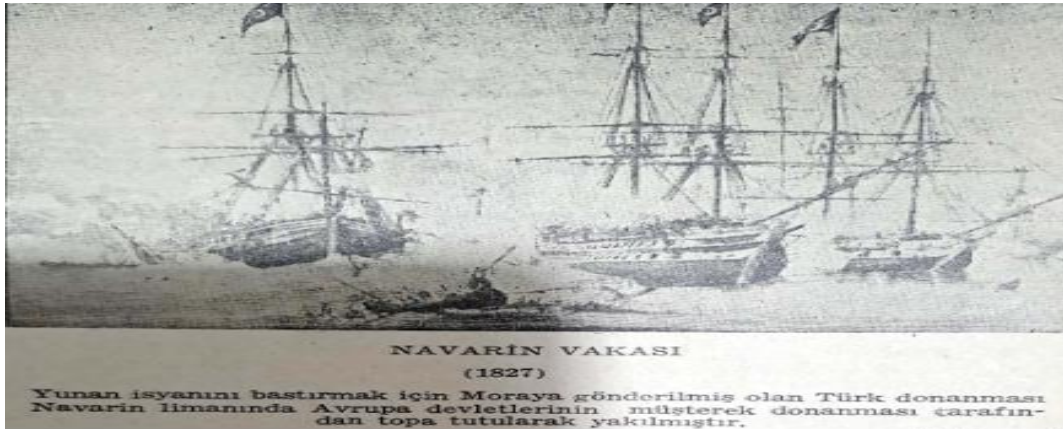 NAVARİN VAKASI
(1827)
Yunan isyanını bastırmak için Moraya gönderilmiş olan Türk donanması
Navarin limanında Avrupa devletlerinin müşterek donanması tarafın-
dan topa tutularak yakılmıştır.